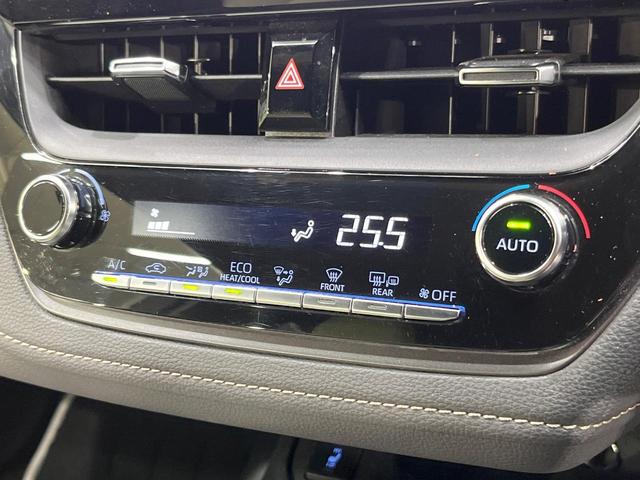 25.5
AUTO
A/C
ECO
HEAT/COOL
FRONT
REAR
OFF